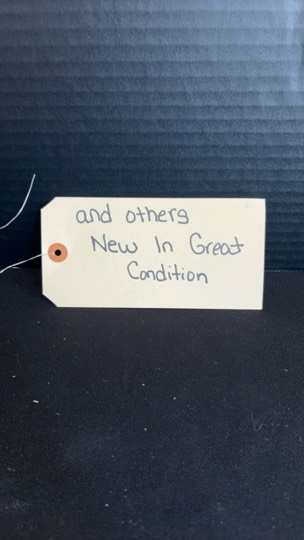 and others
New In Great
Condition